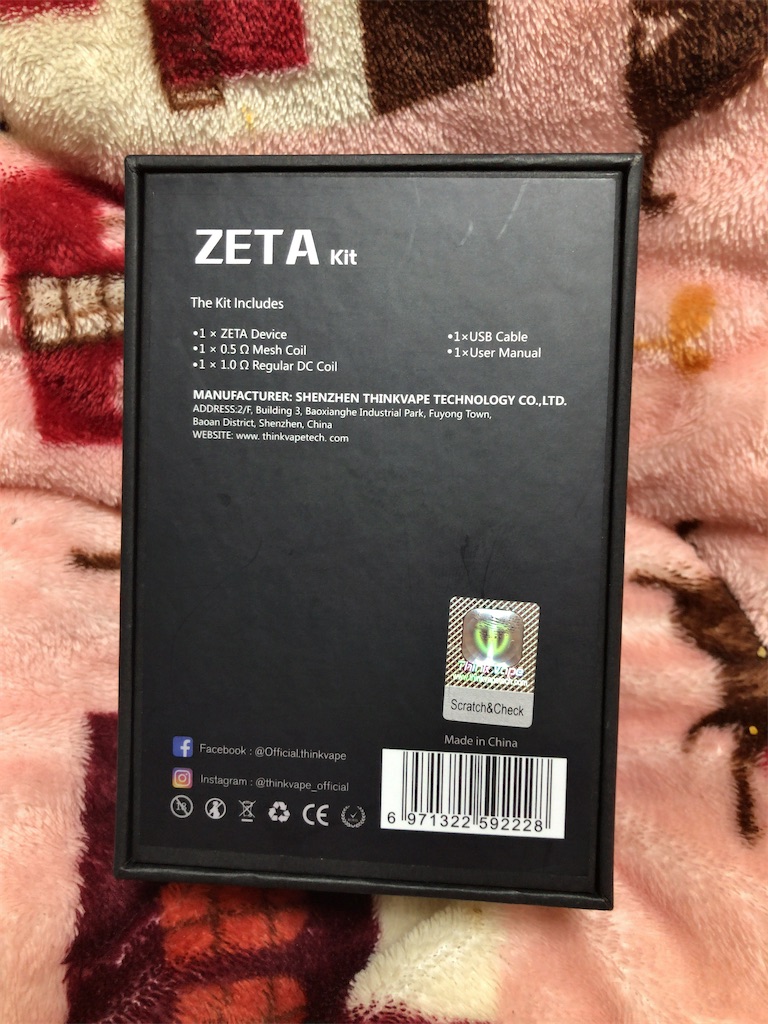 ZETA Kit
The Kit Includes
•1 × ZETA Device
•1 × 0.5 Ω Mesh Coil
•1 × 1.0 Ω Regular DC Coil
•1×USB Cable
•1×User Manual
MANUFACTURER: SHENZHEN THINKVAPE TECHNOLOGY CO.,LTD.
ADDRESS:2/F, Building 3, Baoxianghe Industrial Park, Fuyong Town,
Baoan District, Shenzhen, China
WEBSITE: www. thinkvapetech. com
Think Vape
Scratch&Check
Made in China
Facebook : @Official.thinkvape
Instagram : @thinkvape_official
CE
6 971322 592228